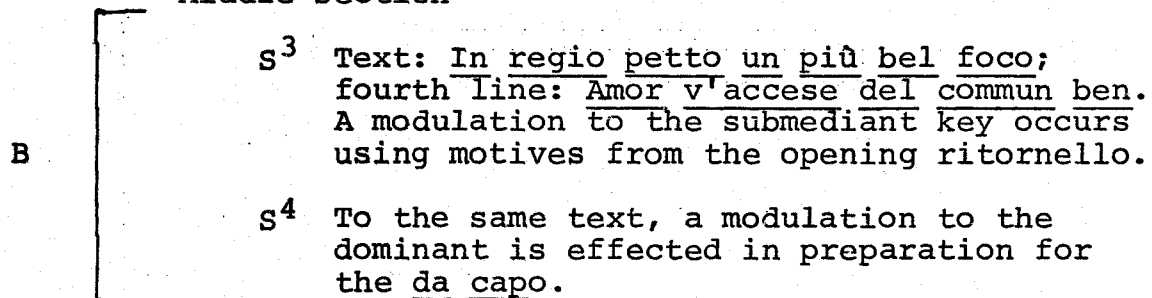 S³ Text: In regio petto un più bel foco;
fourth line: Amor v'accese del commun ben.
A modulation to the submediant key occurs
B using motives from the opening ritornello.
S⁴ To the same text, a modulation to the
dominant is effected in preparation for
the da capo.